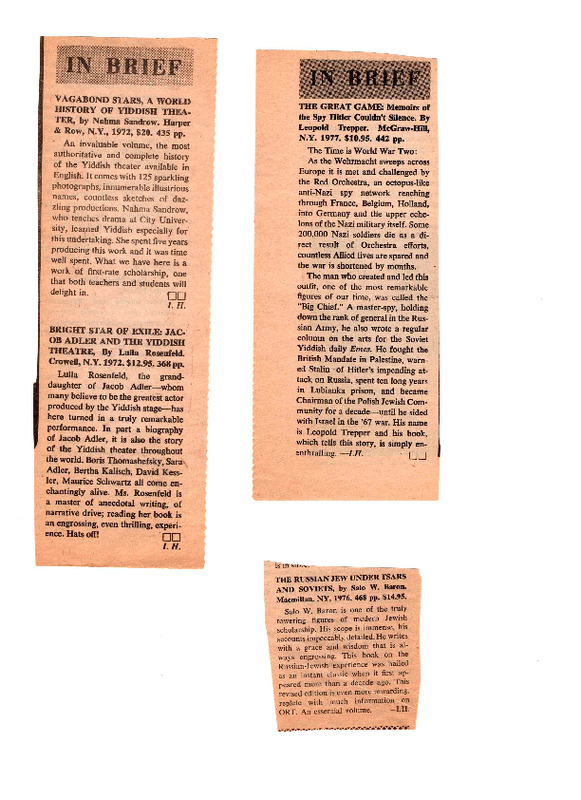 IN BRIEF
VAGABOND STARS, A WORLD
HISTORY OF YIDDISH THEA-
TER, by Nahma Sandrow. Harper
& Row, N.Y., 1972, $20. 435 pp.
An invaluable volume, the most
authoritative and complete history
of the Yiddish theater available in
English. It comes with 125 sparkling
photographs, innumerable illustrious
names, countless sketches of daz-
zling productions. Nahma Sandrow,
who teaches drama at City Univer-
sity, learned Yiddish especially for
this undertaking. She spent five years
producing this work and it was time
well spent. What we have here is a
work of first-rate scholarship, one
that both teachers and students will
delight in.
I. H.
BRIGHT STAR OF EXILE: JAC-
OB ADLER AND THE YIDDISH
THEATRE, By Lulla Rosenfeld.
Crowell, N.Y. 1972. $12.95. 368 pp.
Lulla Rosenfeld, the grand-
daughter of Jacob Adler—whom
many believe to be the greatest actor
produced by the Yiddish stage—has
here turned in a truly remarkable
performance. In part a biography
of Jacob Adler, it is also the story
of the Yiddish theater throughout
the world. Boris Thomashefsky, Sara
Adler, Bertha Kalisch, David Kess-
ler, Maurice Schwartz all come en-
chantingly alive. Ms. Rosenfeld is
a master of anecdotal writing, of
narrative drive; reading her book is
an engrossing, even thrilling, experi-
ence. Hats off!
I. H.
IN BRIEF
THE GREAT GAME: Memoirs of
the Spy Hitler Couldn't Silence. By
Leopold Trepper. McGraw-Hill,
N.Y. 1977. $10.95. 442 pp.
The Time is World War Two:
As the Wehrmacht sweeps across
Europe it is met and challenged by
the Red Orchestra, an octopus-like
anti-Nazi spy network reaching
through France, Belgium, Holland,
into Germany and the upper eche-
lons of the Nazi military itself. Some
200,000 Nazi soldiers die as a di-
rect result of Orchestra efforts,
countless Allied lives are spared and
the war is shortened by months.
The man who created and led this
outfit, one of the most remarkable
figures of our time, was called the
"Big Chief." A master-spy, holding
down the rank of general in the Rus-
sian Army, he also wrote a regular
column on the arts for the Soviet
Yiddish daily Emes. He fought the
British Mandate in Palestine, warn-
ed Stalin of Hitler's impending at-
tack on Russia, spent ten long years
in Lubianka prison, and became
Chairman of the Polish Jewish Com-
munity for a decade—until he sided
with Israel in the '67 war. His name
is Leopold Trepper and his book,
which tells this story, is simply en-
enthralling. —I.H.
THE RUSSIAN JEW UNDER TSARS
AND SOVIETS, by Salo W. Baron.
Macmillan. NY. 1976. 468 pp. $14.95.
Salo W. Baron is one of the truly
towering figures of modern Jewish
scholarship. His scope is immense, his
accounts impeccably detailed. He writes
with a grace and wisdom that is al-
ways engrossing. This book on the
Russian-Jewish experience was hailed
as an instant classic when it first ap-
peared more than a decade ago. This
revised edition is even more rewarding,
replete with much information on
ORT. An essential volume. —I.H.